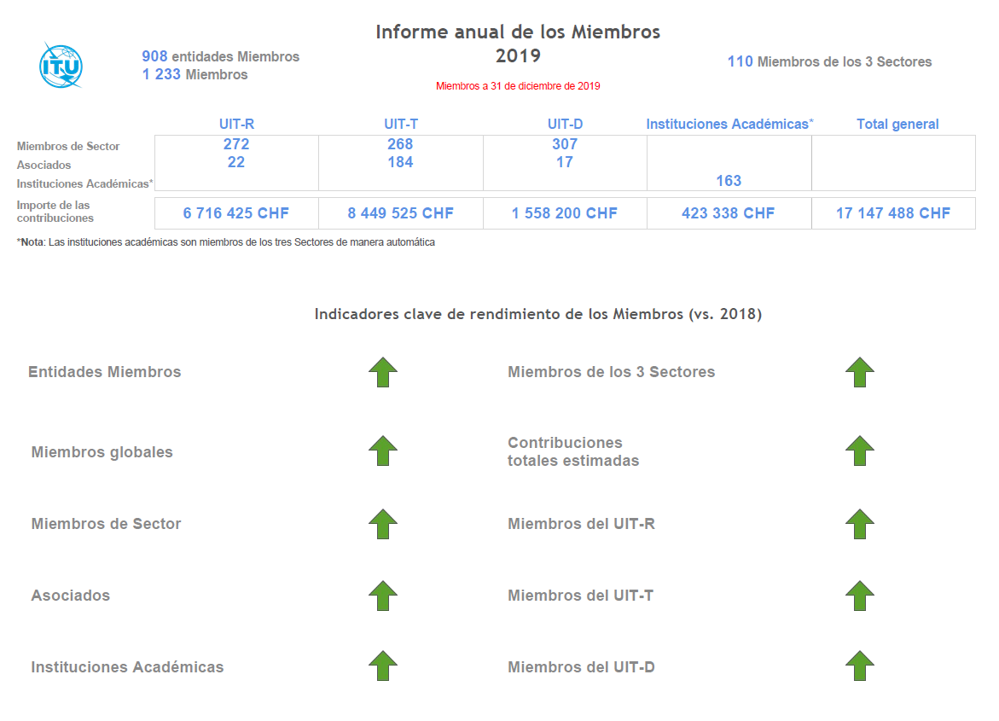 Informe anual de los Miembros
2019
Miembros a 31 de diciembre de 2019
ITU
908 entidades Miembros
1 233 Miembros
110 Miembros de los 3 Sectores
UIT-R UIT-T UIT-D Instituciones Académicas* Total general
Miembros de Sector 272 268 307
Asociados 22 184 17
Instituciones Académicas* 163
Importe de las
contribuciones
6 716 425 CHF 8 449 525 CHF 1 558 200 CHF 423 338 CHF 17 147 488 CHF
*Nota: Las instituciones académicas son miembros de los tres Sectores de manera automática
Indicadores clave de rendimiento de los Miembros (vs. 2018)
Entidades Miembros
Miembros de los 3 Sectores
Miembros globales
Contribuciones
totales estimadas
Miembros de Sector
Miembros del UIT-R
Asociados
Miembros del UIT-T
Instituciones Académicas
Miembros del UIT-D